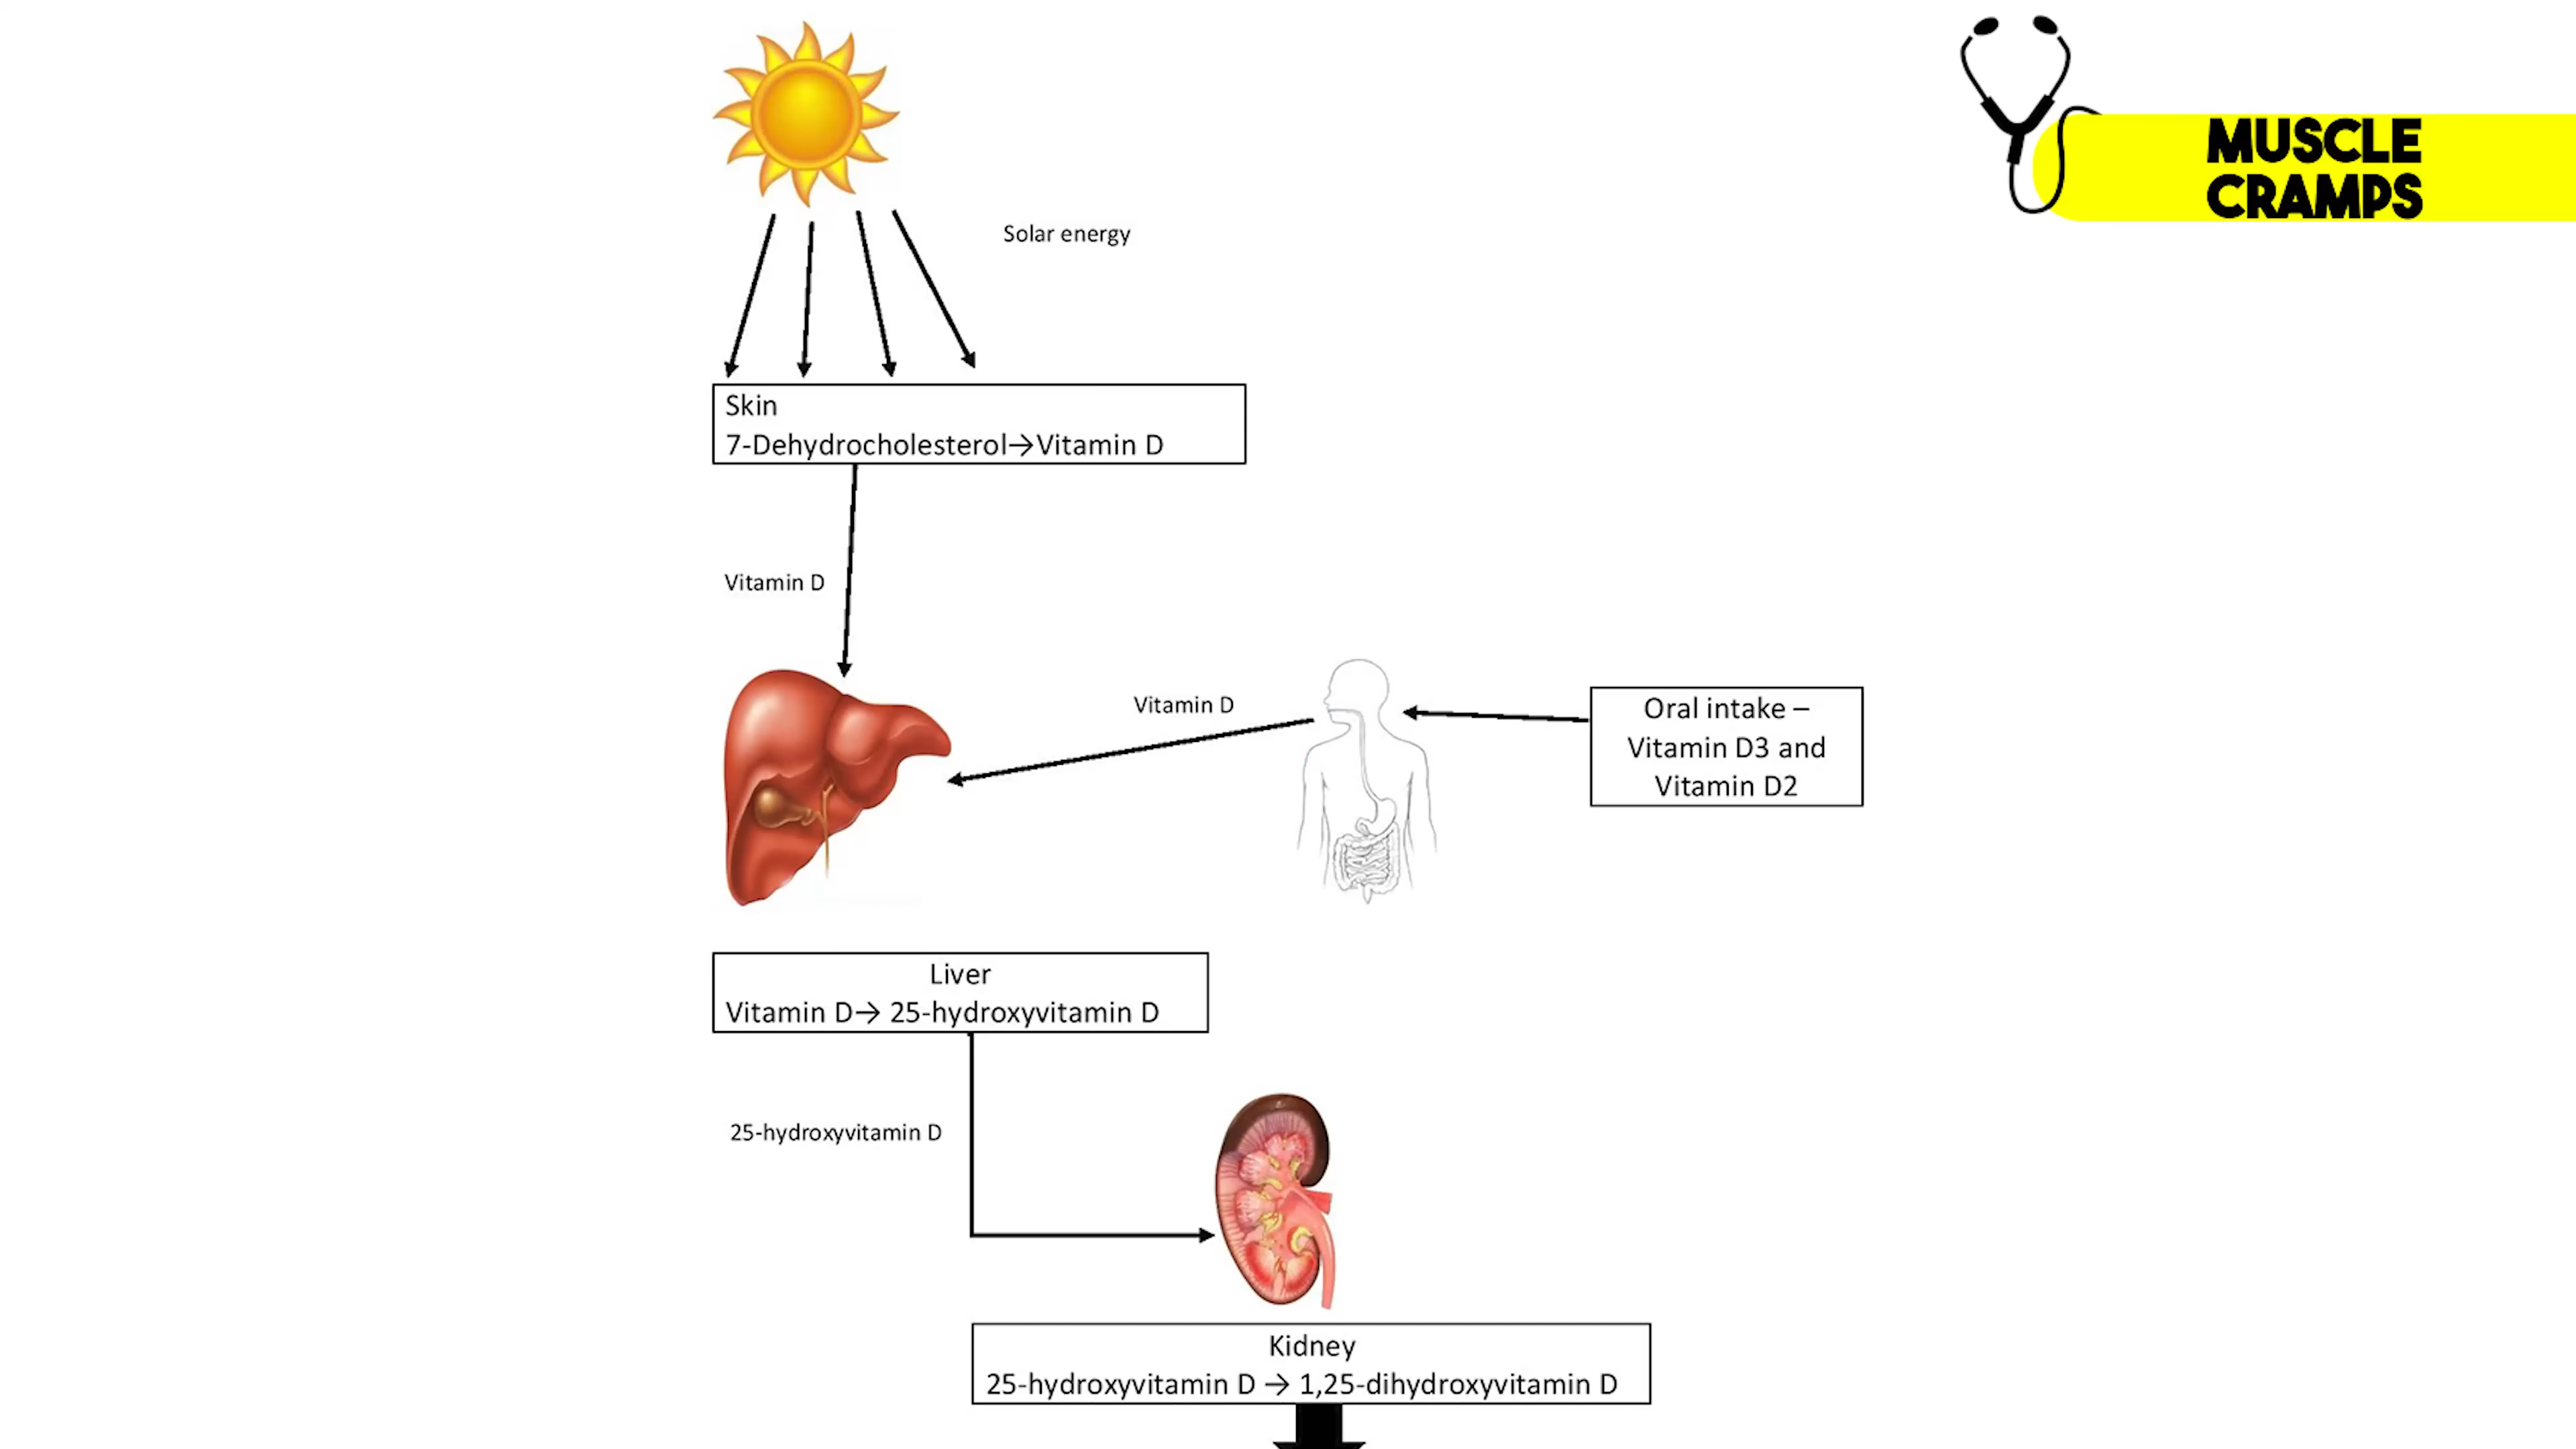 MUSCLE
CRAMPS
Solar energy
Skin
7-Dehydrocholesterol→Vitamin D
Vitamin D
Vitamin D
Oral intake –
Vitamin D3 and
Vitamin D2
Liver
Vitamin D→ 25-hydroxyvitamin D
25-hydroxyvitamin D
Kidney
25-hydroxyvitamin D → 1,25-dihydroxyvitamin D